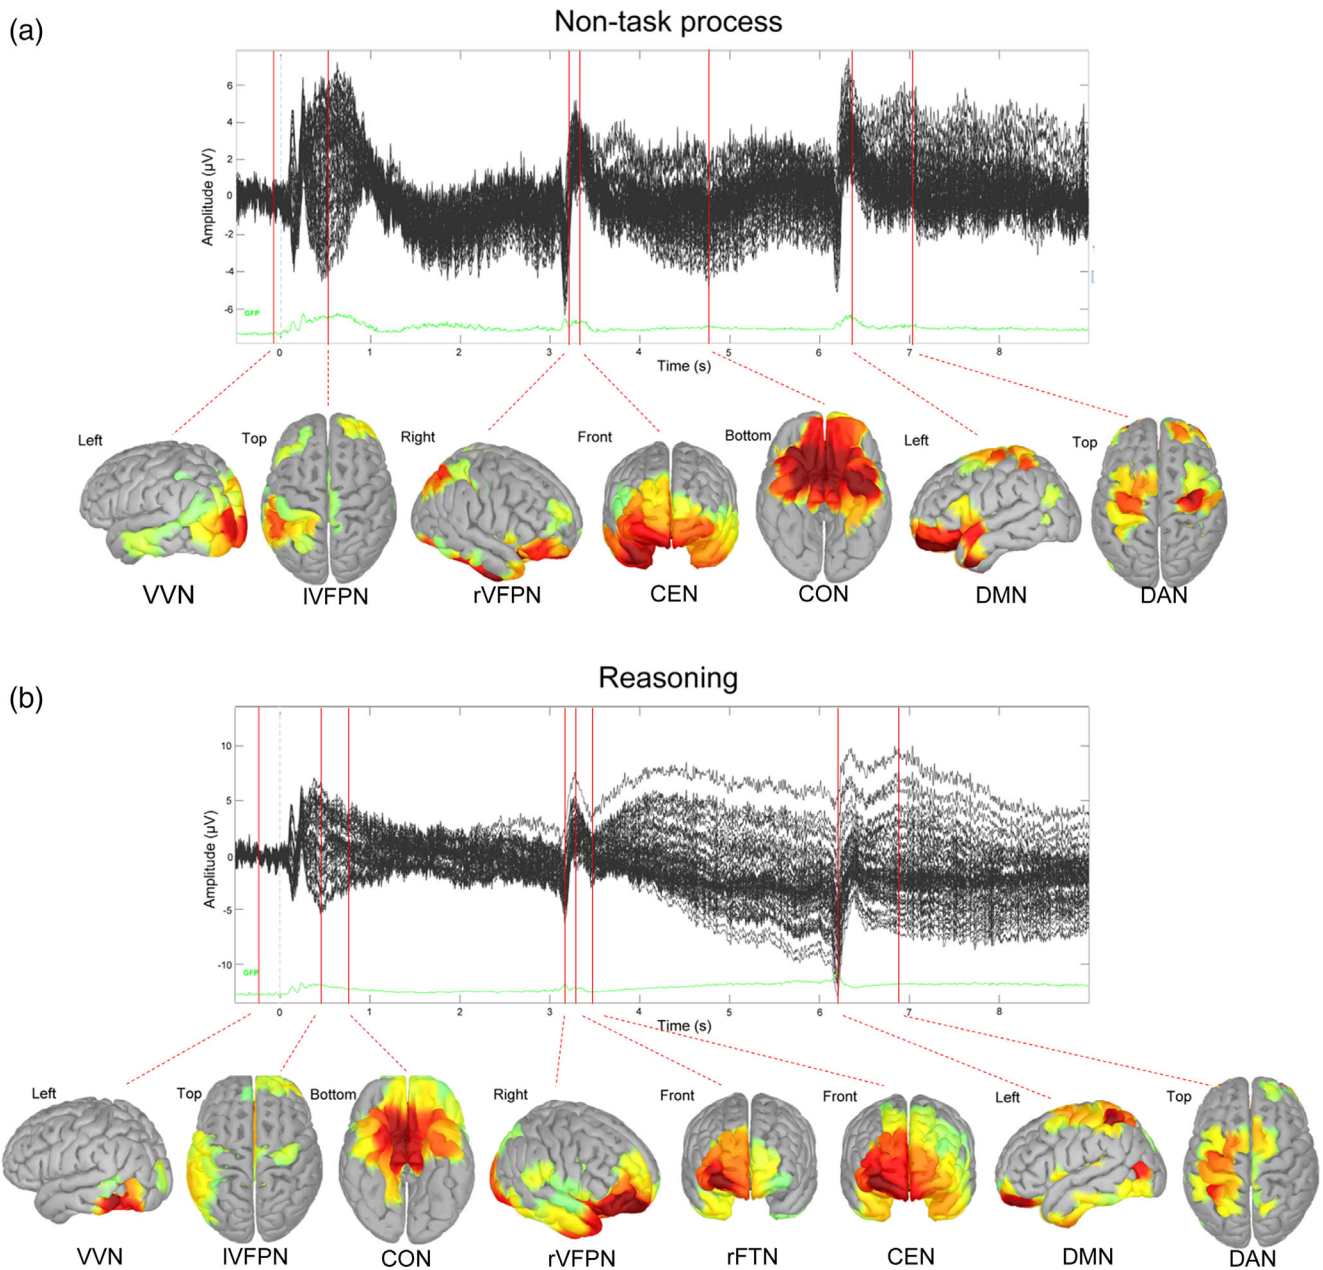 (a)
Non-task process
Amplitude (µV)
6
4
2
0
-2
-4
-6
GFP
0 1 2 3 4 5 6 7 8
Time (s)
Left Top Right Front Bottom Left Top
VVN lVFPN rVFPN CEN CON DMN DAN
(b)
Reasoning
Amplitude (µV)
10
5
0
-5
-10
GFP
0 1 2 3 4 5 6 7 8
Time (s)
Left Top Bottom Right Front Front Left Top
VVN lVFPN CON rVFPN rFTN CEN DMN DAN